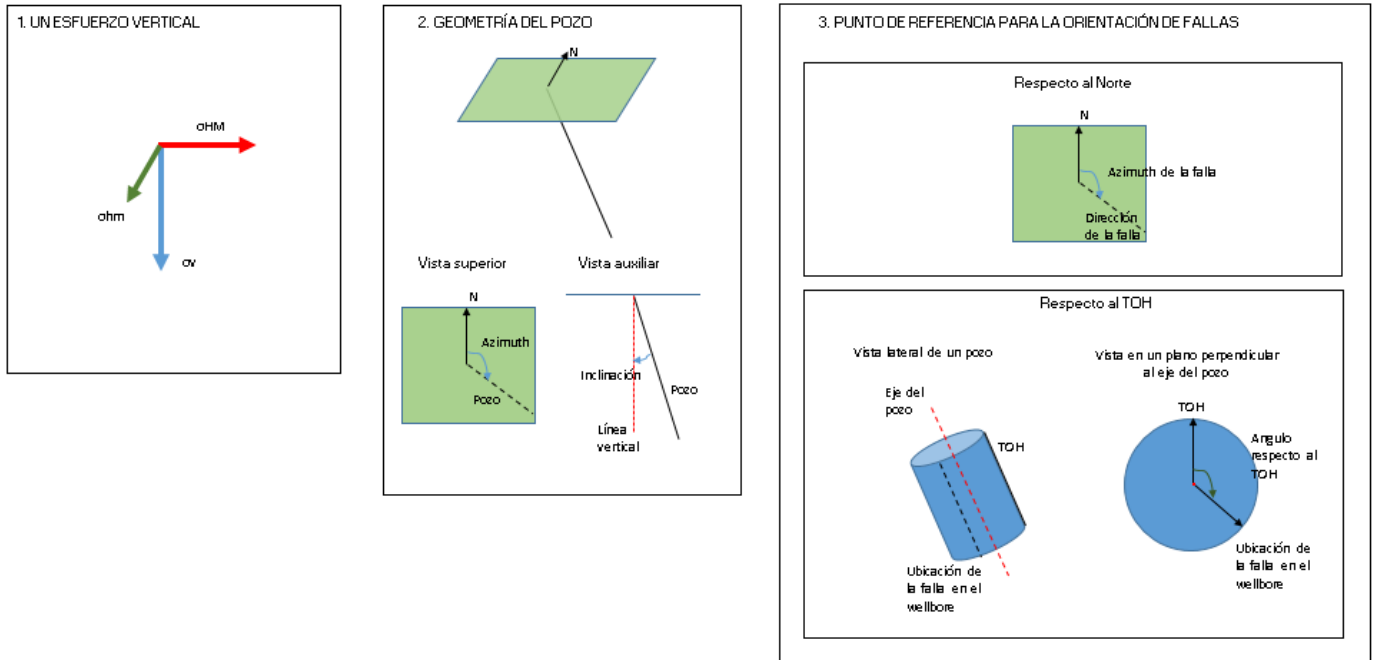 1. UN ESFUERZO VERTICAL
σHM
σhm
σv
2. GEOMETRÍA DEL POZO
N
Vista superior
N
Azimuth
Pozo
Vista auxiliar
Inclinación
Pozo
Línea
vertical
3. PUNTO DE REFERENCIA PARA LA ORIENTACIÓN DE FALLAS
Respecto al Norte
N
Azimuth de la falla
Dirección
de la falla
Respecto al TOH
Vista lateral de un pozo
Eje del
pozo
TOH
Ubicación de
la falla en el
wellbore
Vista en un plano perpendicular
al eje del pozo
TOH
Angulo
respecto al
TOH
Ubicación de
la falla en el
wellbore